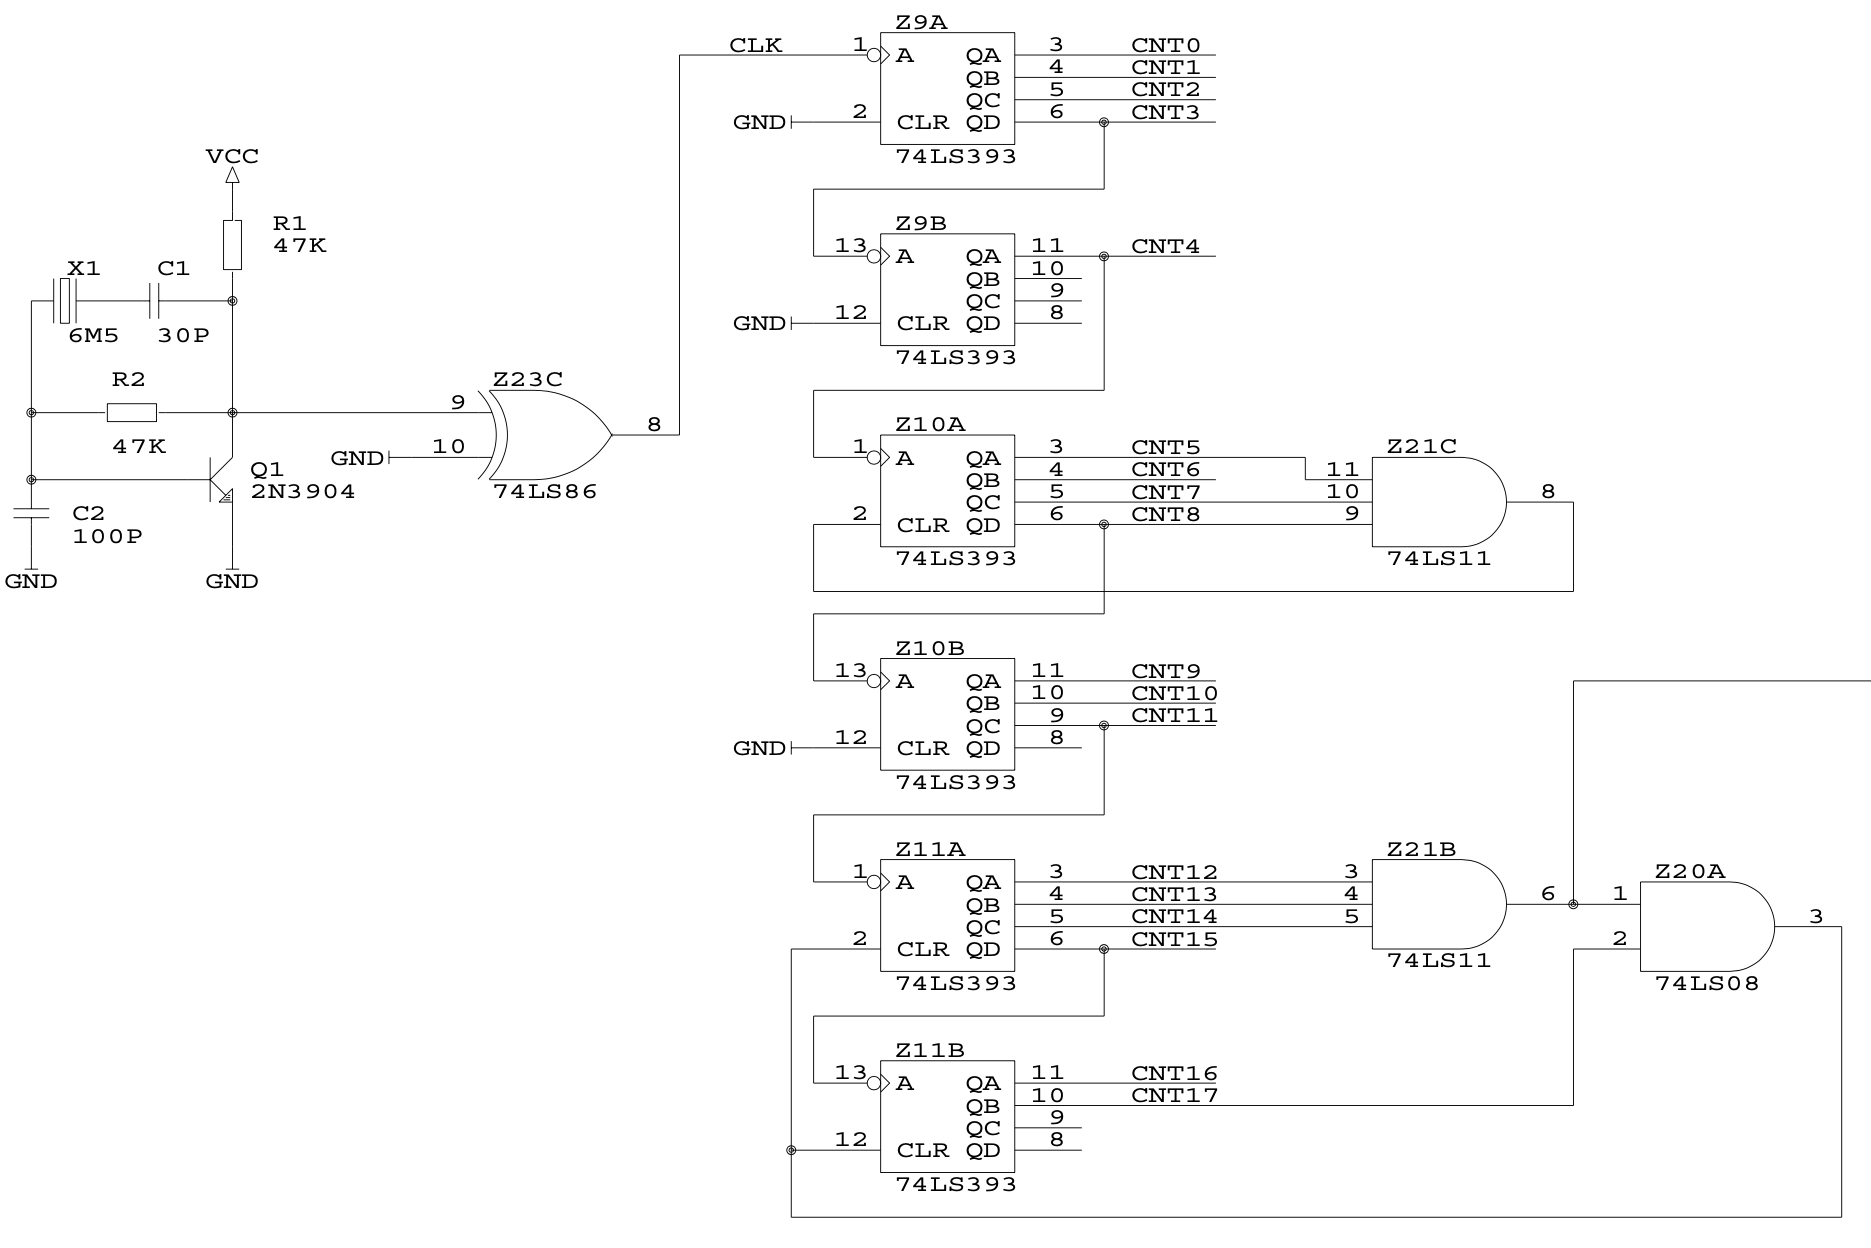 VCC
R1
47K
X1
C1
6M5
30P
R2
47K
Q1
2N3904
C2
100P
GND
GND
Z23C
9
10
GND
8
74LS86
CLK
Z9A
1
A
QA
3
CNT0
QB
4
CNT1
QC
5
CNT2
GND
2
CLR
QD
6
CNT3
74LS393
Z9B
13
A
QA
11
CNT4
QB
10
QC
9
GND
12
CLR
QD
8
74LS393
Z10A
1
A
QA
3
CNT5
QB
4
CNT6
QC
5
CNT7
2
CLR
QD
6
CNT8
74LS393
Z21C
11
10
9
8
74LS11
Z10B
13
A
QA
11
CNT9
QB
10
CNT10
QC
9
CNT11
GND
12
CLR
QD
8
74LS393
Z11A
1
A
QA
3
CNT12
QB
4
CNT13
QC
5
CNT14
2
CLR
QD
6
CNT15
74LS393
Z21B
3
4
5
6
74LS11
Z20A
1
2
3
74LS08
Z11B
13
A
QA
11
CNT16
QB
10
CNT17
QC
9
12
CLR
QD
8
74LS393